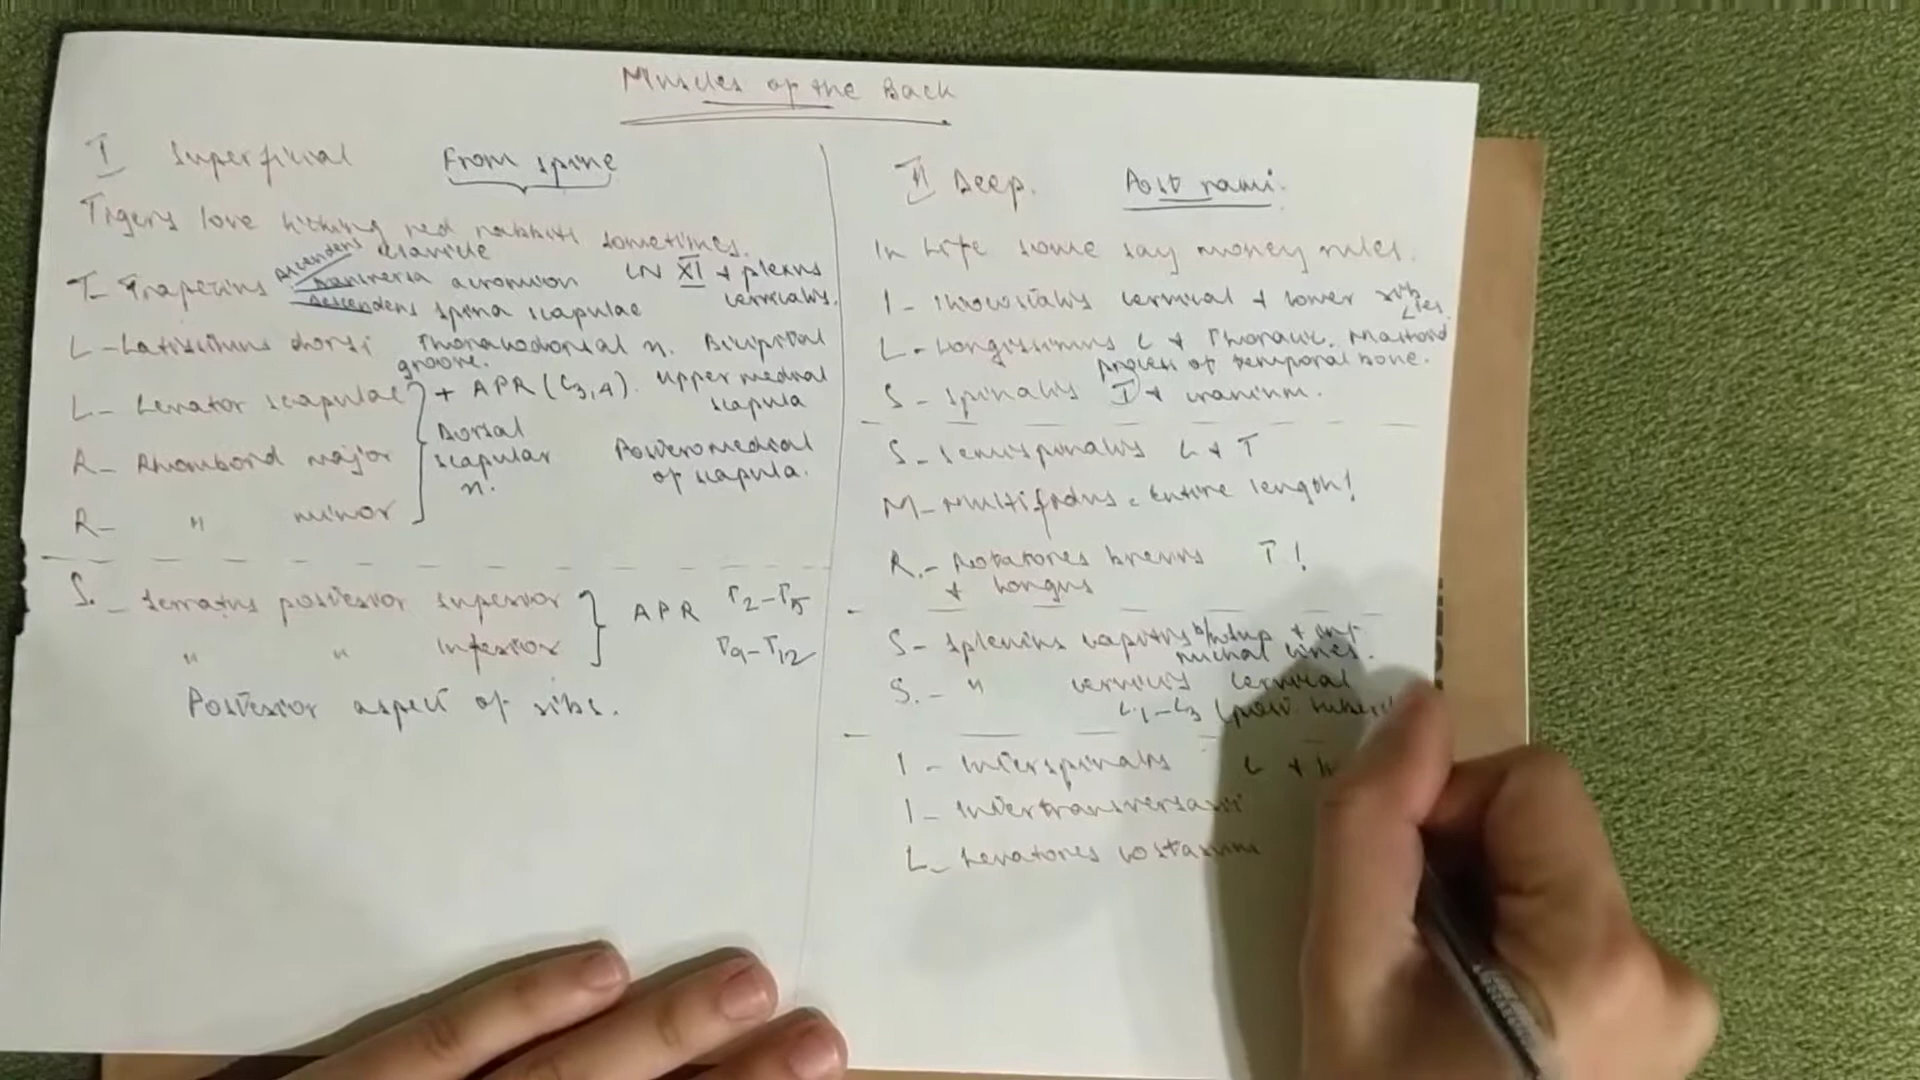 Muscles of the Back
I Superficial From spine
Tigers love kicking red rabbits sometimes.
T- Trapezius Ascendens clavicle
Transversa acromion CN XI + plexus
Descendens spina scapulae cervicalis.
L- Latissimus dorsi Thoracodorsal n. Bicipital
groove.
L- Levator scapulae + APR (C3,4). Upper medial
scapula
R- Rhomboid major Dorsal scapular n. Posteromedial
of scapula.
R- " minor
S.- Serratus posterior superior APR T2-T5
" " inferior T9-T12
Posterior aspect of ribs.
II Deep. Post rami.
In Life some say money rules.
I- Iliocostalis cervical + lower ribs
L- Longissimus C + Thoracic. Mastoid
process of temporal bone.
S- Spinalis T + cranium.
S- Semispinalis C + T
M- Multifidus - Entire length!
R.- Rotatores brevis T!
+ longus
S- Splenius capitis b/w sup + inf
nuchal lines.
S.- " cervicis cervical
C1-C3 (post.
I- Interspinalis C +
I- Intertransversarii
L- Levatores costarum